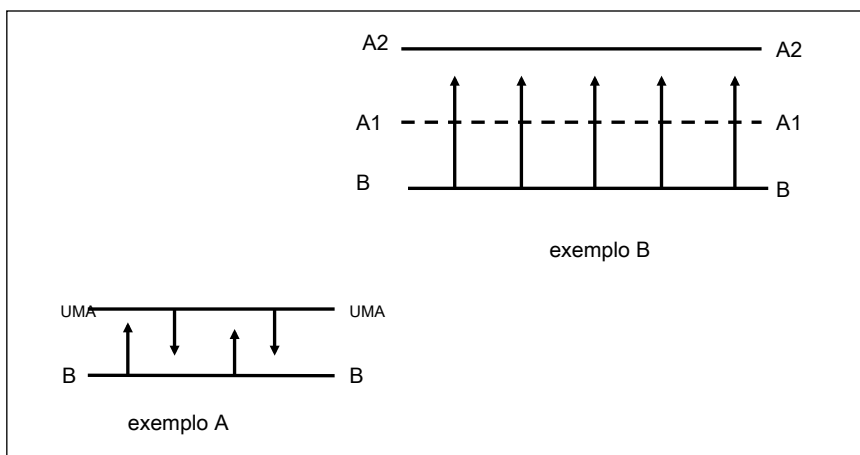 A2 A2
A1 A1
B B
exemplo B
UMA UMA
B B
exemplo A